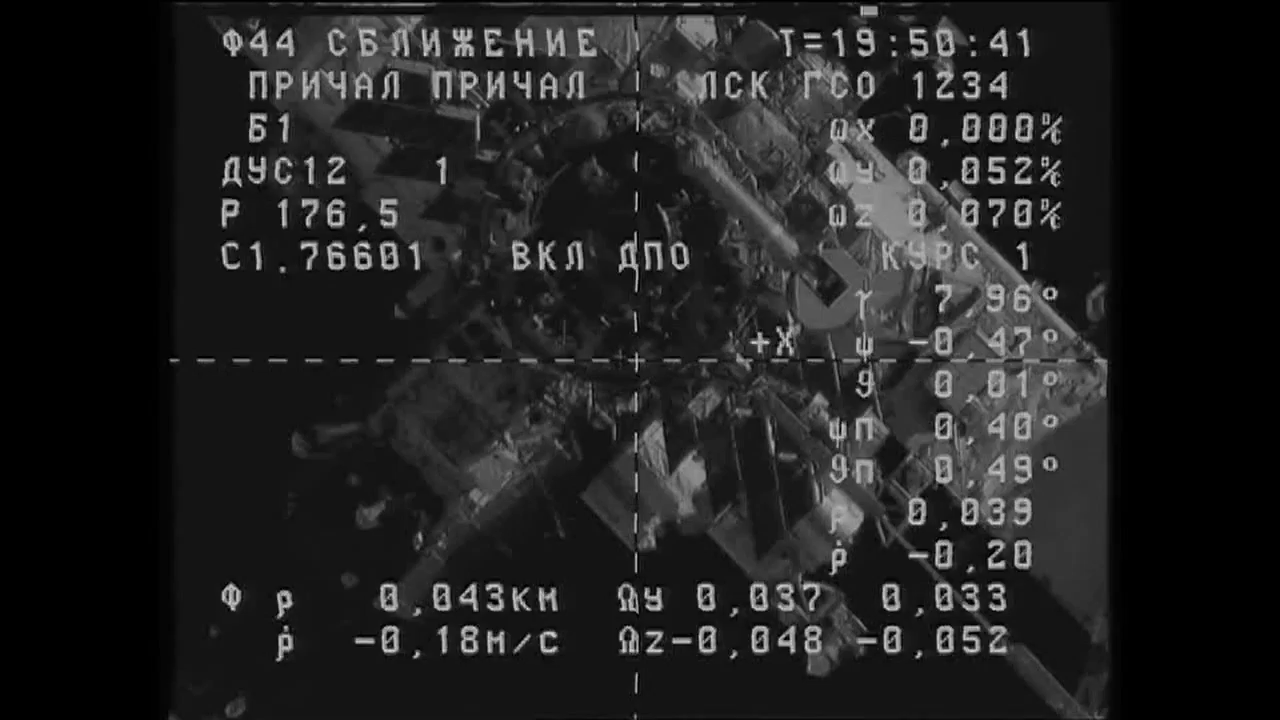 Ф44 СБЛИЖЕНИЕ T=19:50:41
ПРИЧАЛ ПРИЧАЛ ЛСК ГСО 1234
Б1 ωX 0,000%
ДУС12 1 ωУ 0,052%
Р 176,5 ωZ 0,070%
С1.76601 ВКЛ ДПО КУРС 1
γ 7,96°
+X ψ -0,47°
ϑ 0,01°
ψп 0,40°
ϑп 0,49°
ρ 0,039
ρ̇ -0,20
Ф ρ 0,043км ΩУ 0,037 0,033
ρ̇ -0,18м/с ΩZ-0,048 -0,052